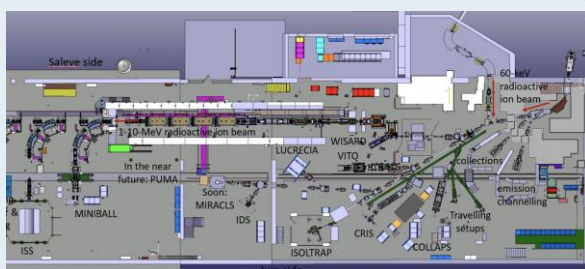 Saleve side
60-keV
radioactive
ion beam
1-10-MeV radioactive ion beam
WISARD
VITO
LUCRECIA
collections
In the near
future: PUMA
Soon:
MIRACLS
emission
channelling
MINIBALL
IDS
Travelling
setups
ISS
ISOLTRAP
CRIS
COLLAPS